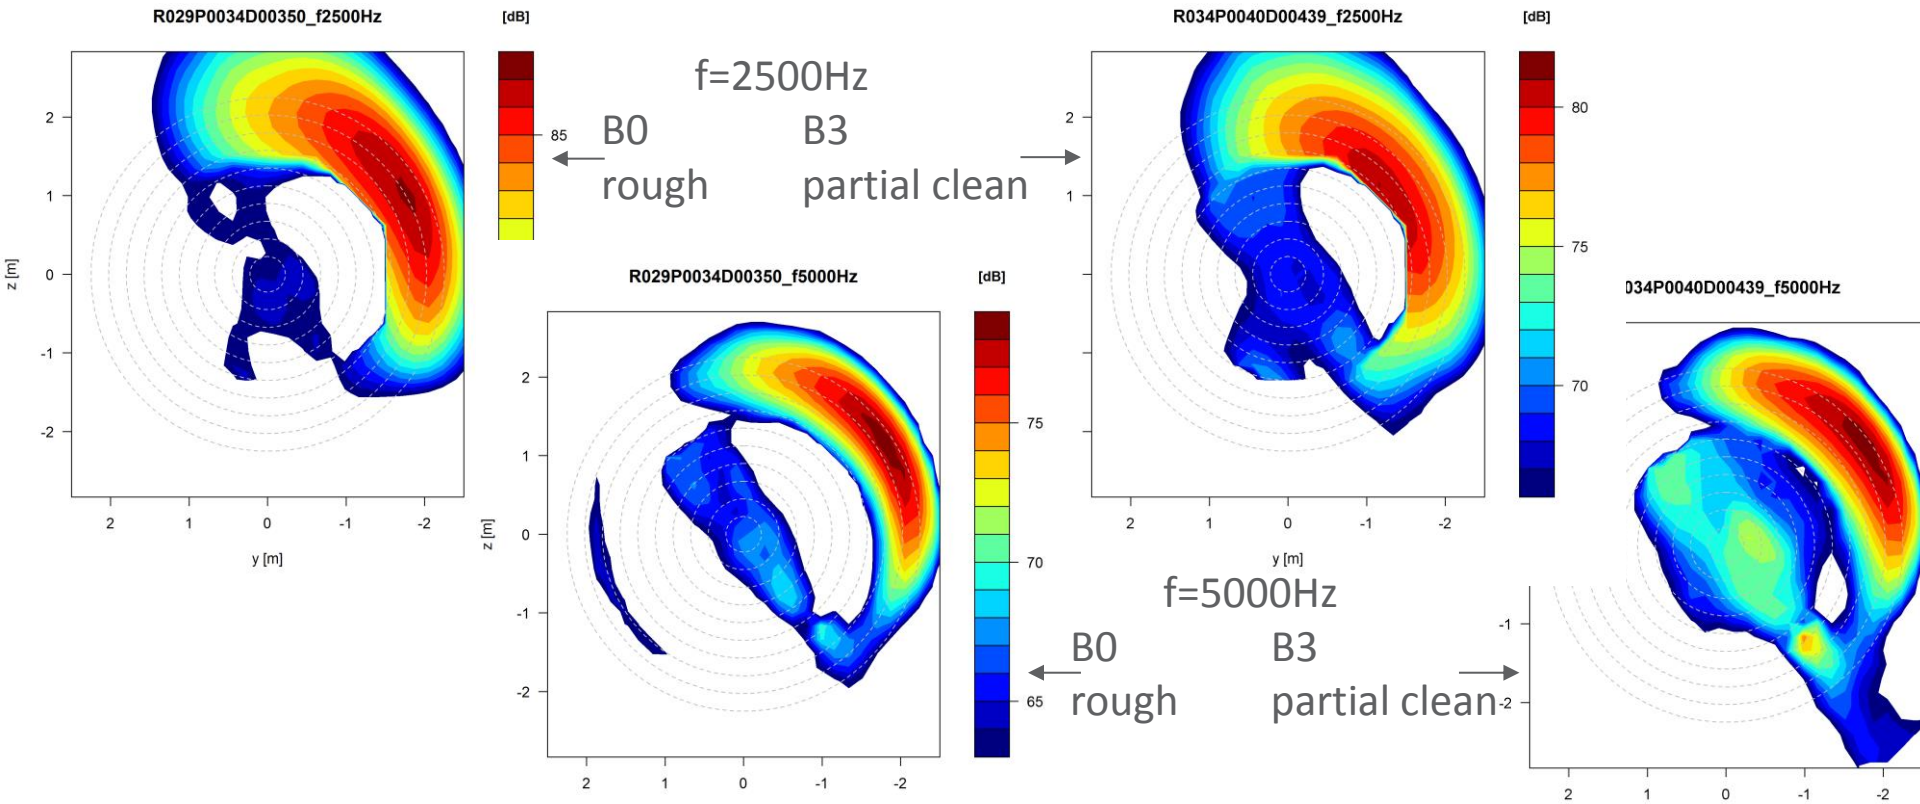 R029P0034D00350_f2500Hz
[dB]
85
2
1
0
-1
-2
z [m]
2
1
0
-1
-2
y [m]
f=2500Hz
B0
rough
B3
partial clean
R034P0040D00439_f2500Hz
[dB]
80
75
70
2
1
2
1
0
-1
-2
y [m]
R029P0034D00350_f5000Hz
[dB]
75
70
65
2
1
0
-1
-2
z [m]
2
1
0
-1
-2
f=5000Hz
B0
rough
B3
partial clean
034P0040D00439_f5000Hz
-1
-2
2
1
0
-1
-2